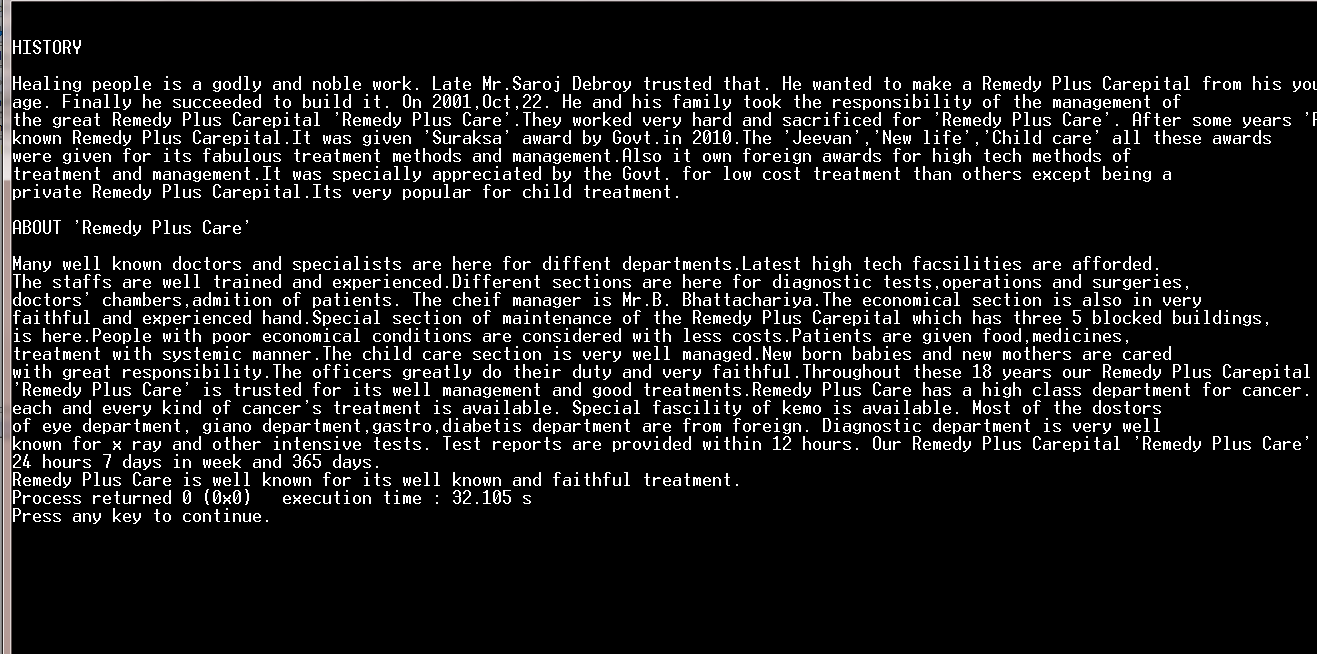 HISTORY
Healing people is a godly and noble work. Late Mr.Saroj Debroy trusted that. He wanted to make a Remedy Plus Carepital from his
age. Finally he succeeded to build it. On 2001,Oct,22. He and his family took the responsibility of the management of
the great Remedy Plus Carepital 'Remedy Plus Care'.They worked very hard and sacrificed for 'Remedy Plus Care'. After some years
known Remedy Plus Carepital.It was given 'Suraksa' award by Govt.in 2010.The 'Jeevan','New life','Child care' all these awards
were given for its fabulous treatment methods and management.Also it own foreign awards for high tech methods of
treatment and management.It was specially appreciated by the Govt. for low cost treatment than others except being a
private Remedy Plus Carepital.Its very popular for child treatment.
ABOUT 'Remedy Plus Care'
Many well known doctors and specialists are here for diffent departments.Latest high tech facsilities are afforded.
The staffs are well trained and experienced.Different sections are here for diagnostic tests,operations and surgeries,
doctors' chambers,admition of patients. The cheif manager is Mr.B. Bhattachariya.The economical section is also in very
faithful and experienced hand.Special section of maintenance of the Remedy Plus Carepital which has three 5 blocked buildings,
is here.People with poor economical conditions are considered with less costs.Patients are given food,medicines,
treatment with systemic manner.The child care section is very well managed.New born babies and new mothers are cared
with great responsibility.The officers greatly do their duty and very faithful.Throughout these 18 years our Remedy Plus Carepital
'Remedy Plus Care' is trusted for its well management and good treatments.Remedy Plus Care has a high class department for cancer.
each and every kind of cancer's treatment is available. Special fascility of kemo is available. Most of the dostors
of eye department, giano department,gastro,diabetis department are from foreign. Diagnostic department is very well
known for x ray and other intensive tests. Test reports are provided within 12 hours. Our Remedy Plus Carepital 'Remedy Plus Care'
24 hours 7 days in week and 365 days.
Remedy Plus Care is well known for its well known and faithful treatment.
Process returned 0 (0x0)   execution time : 32.105 s
Press any key to continue.